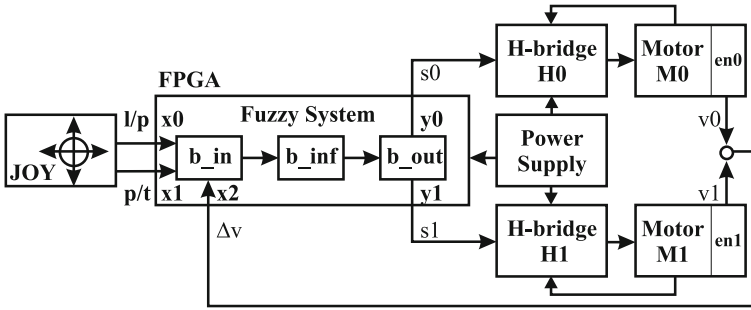 FPGA
JOY
l/p
p/t
x0
x1
x2
Fuzzy System
b_in
b_inf
b_out
y0
y1
s0
s1
Δv
H-bridge
H0
Motor
M0
en0
Power
Supply
v0
v1
H-bridge
H1
Motor
M1
en1